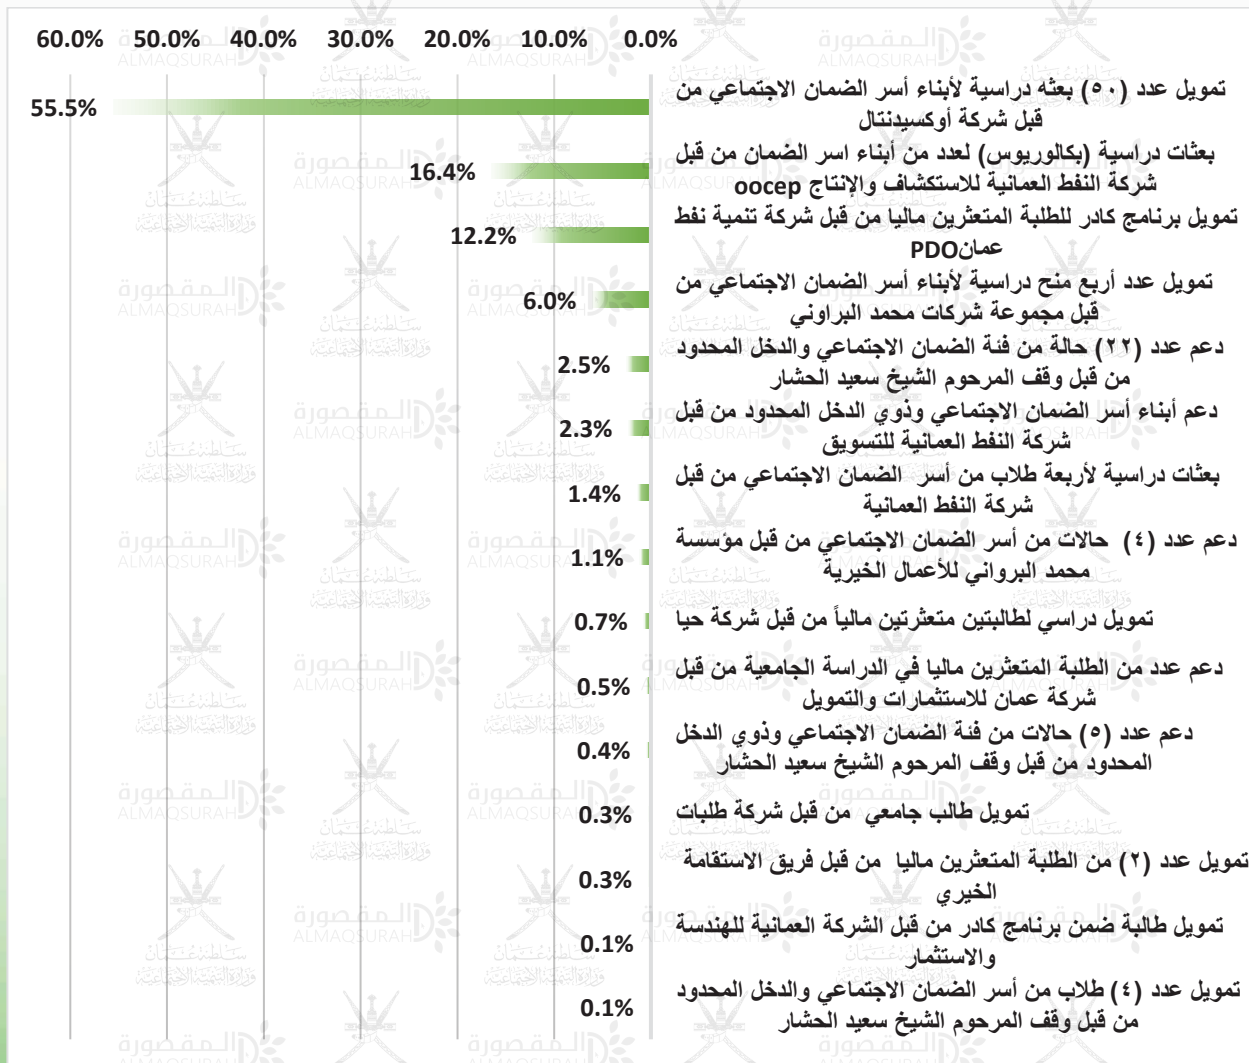 60.0% 50.0% 40.0% 30.0% 20.0% 10.0% 0.0%
تمويل عدد (٥٠) بعثه دراسية لأبناء أسر الضمان الاجتماعي من
قبل شركة أوكسيدنتال
55.5%
بعثات دراسية (بكالوريوس) لعدد من أبناء اسر الضمان من قبل
شركة النفط العمانية للاستكشاف والإنتاج oocep
16.4%
تمويل برنامج كادر للطلبة المتعثرين ماليا من قبل شركة تنمية نفط
عمانPDO
12.2%
تمويل عدد أربع منح دراسية لأبناء أسر الضمان الاجتماعي من
قبل مجموعة شركات محمد البراوني
6.0%
دعم عدد (٢٢) حالة من فئة الضمان الاجتماعي والدخل المحدود
من قبل وقف المرحوم الشيخ سعيد الحشار
2.5%
دعم أبناء أسر الضمان الاجتماعي وذوي الدخل المحدود من قبل
شركة النفط العمانية للتسويق
2.3%
بعثات دراسية لأربعة طلاب من أسر الضمان الاجتماعي من قبل
شركة النفط العمانية
1.4%
دعم عدد (٤) حالات من أسر الضمان الاجتماعي من قبل مؤسسة
محمد البرواني للأعمال الخيرية
1.1%
تمويل دراسي لطالبتين متعثرتين مالياً من قبل شركة حيا
0.7%
دعم عدد من الطلبة المتعثرين ماليا في الدراسة الجامعية من قبل
شركة عمان للاستثمارات والتمويل
0.5%
دعم عدد (٥) حالات من فئة الضمان الاجتماعي وذوي الدخل
المحدود من قبل وقف المرحوم الشيخ سعيد الحشار
0.4%
تمويل طالب جامعي من قبل شركة طلبات
0.3%
تمويل عدد (٢) من الطلبة المتعثرين ماليا من قبل فريق الاستقامة
الخيري
0.3%
تمويل طالبة ضمن برنامج كادر من قبل الشركة العمانية للهندسة
والاستثمار
0.1%
تمويل عدد (٤) طلاب من أسر الضمان الاجتماعي والدخل المحدود
من قبل وقف المرحوم الشيخ سعيد الحشار
0.1%
المقصورة
ALMAQSURAH
سلطنة عمان
وزارة التنمية الاجتماعية